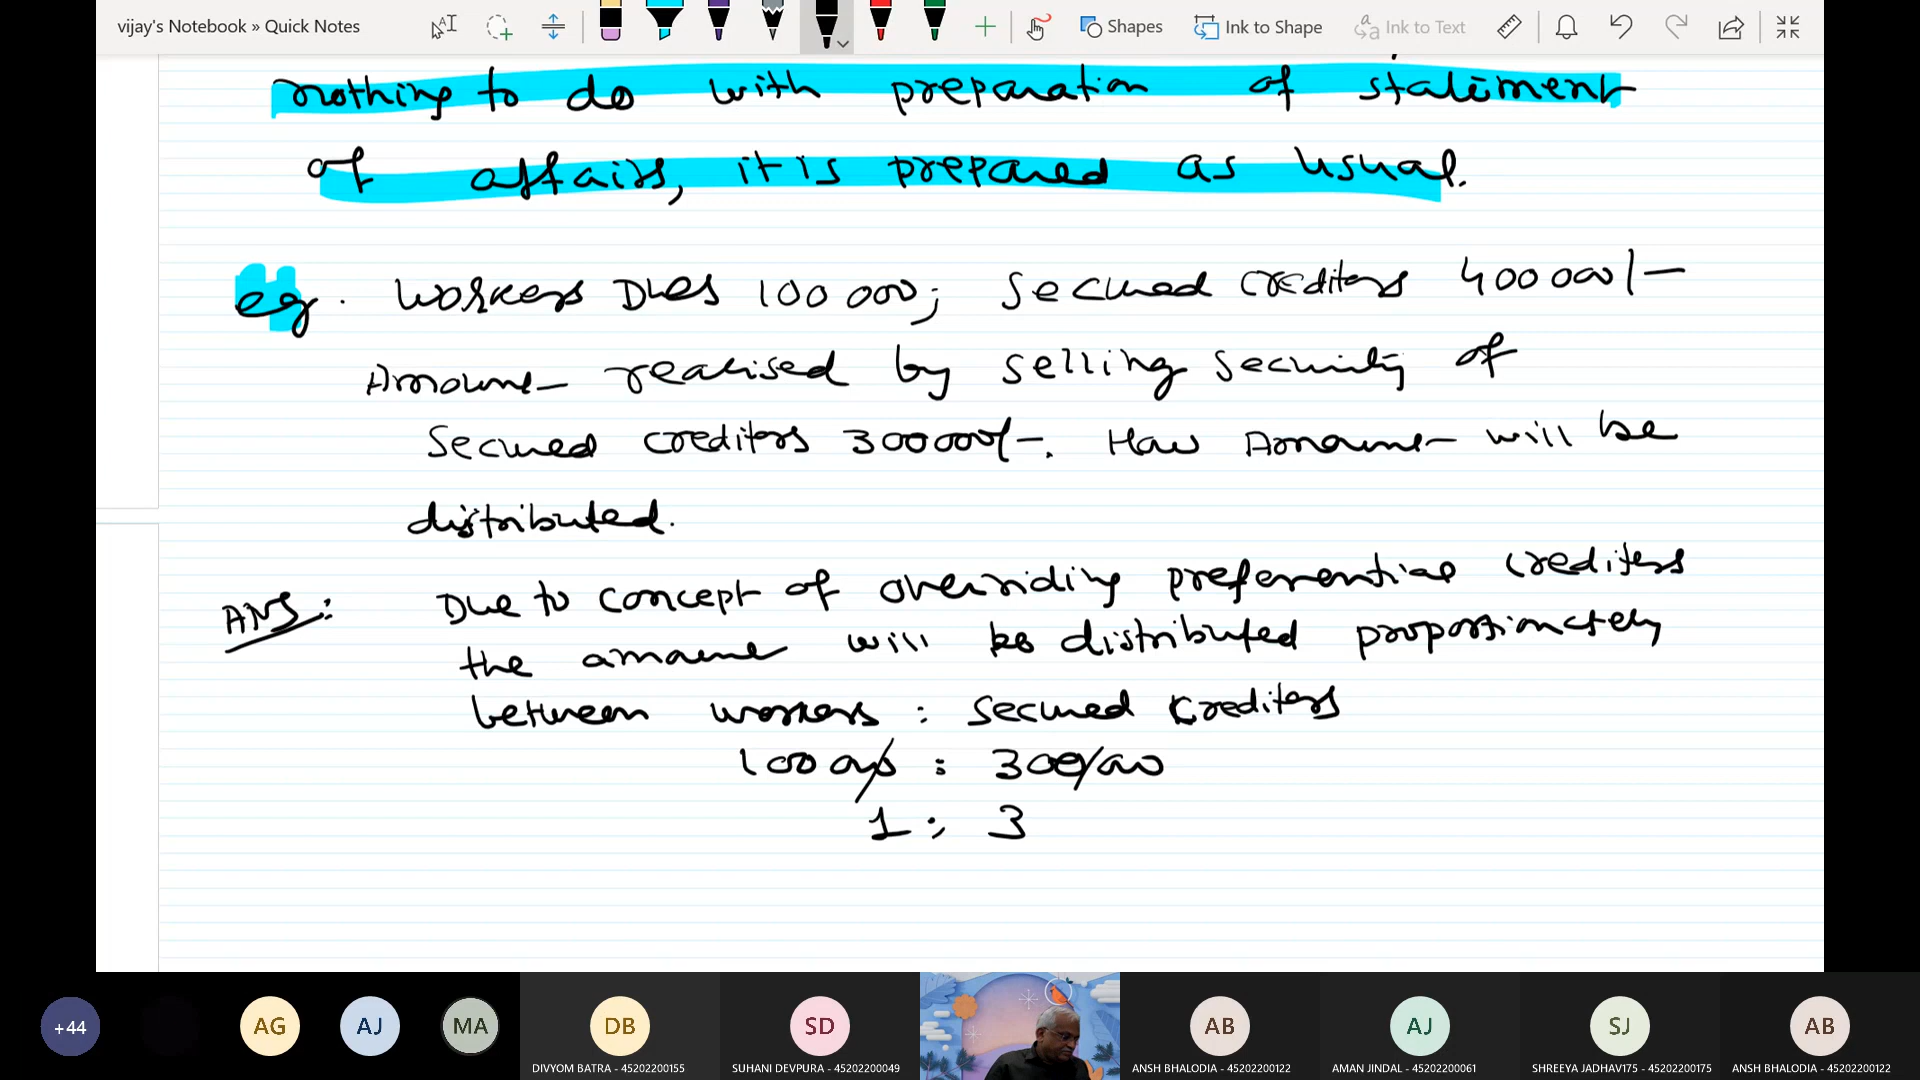 vijay's Notebook » Quick Notes
Shapes
Ink to Shape
Ink to Text
nothing to do with preparation of statement
of affairs, it is prepared as usual.
eg. Workers Dues 100 000; Secured creditors 400 000/-
Amount realised by selling security of
Secured creditors 300000/-. How Amount will be
distributed.
ANS: Due to concept of overriding preferential creditors
the amount will be distributed proportionately
between workers : secured creditors
100000 : 300000
1 : 3
+44
AG
AJ
MA
DB
SD
AB
AJ
SJ
AB
DIVYOM BATRA - 45202200155
SUHANI DEVPURA - 45202200049
ANSH BHALODIA - 45202200122
AMAN JINDAL - 45202200061
SHREEYA JADHAV175 - 45202200175
ANSH BHALODIA - 45202200122